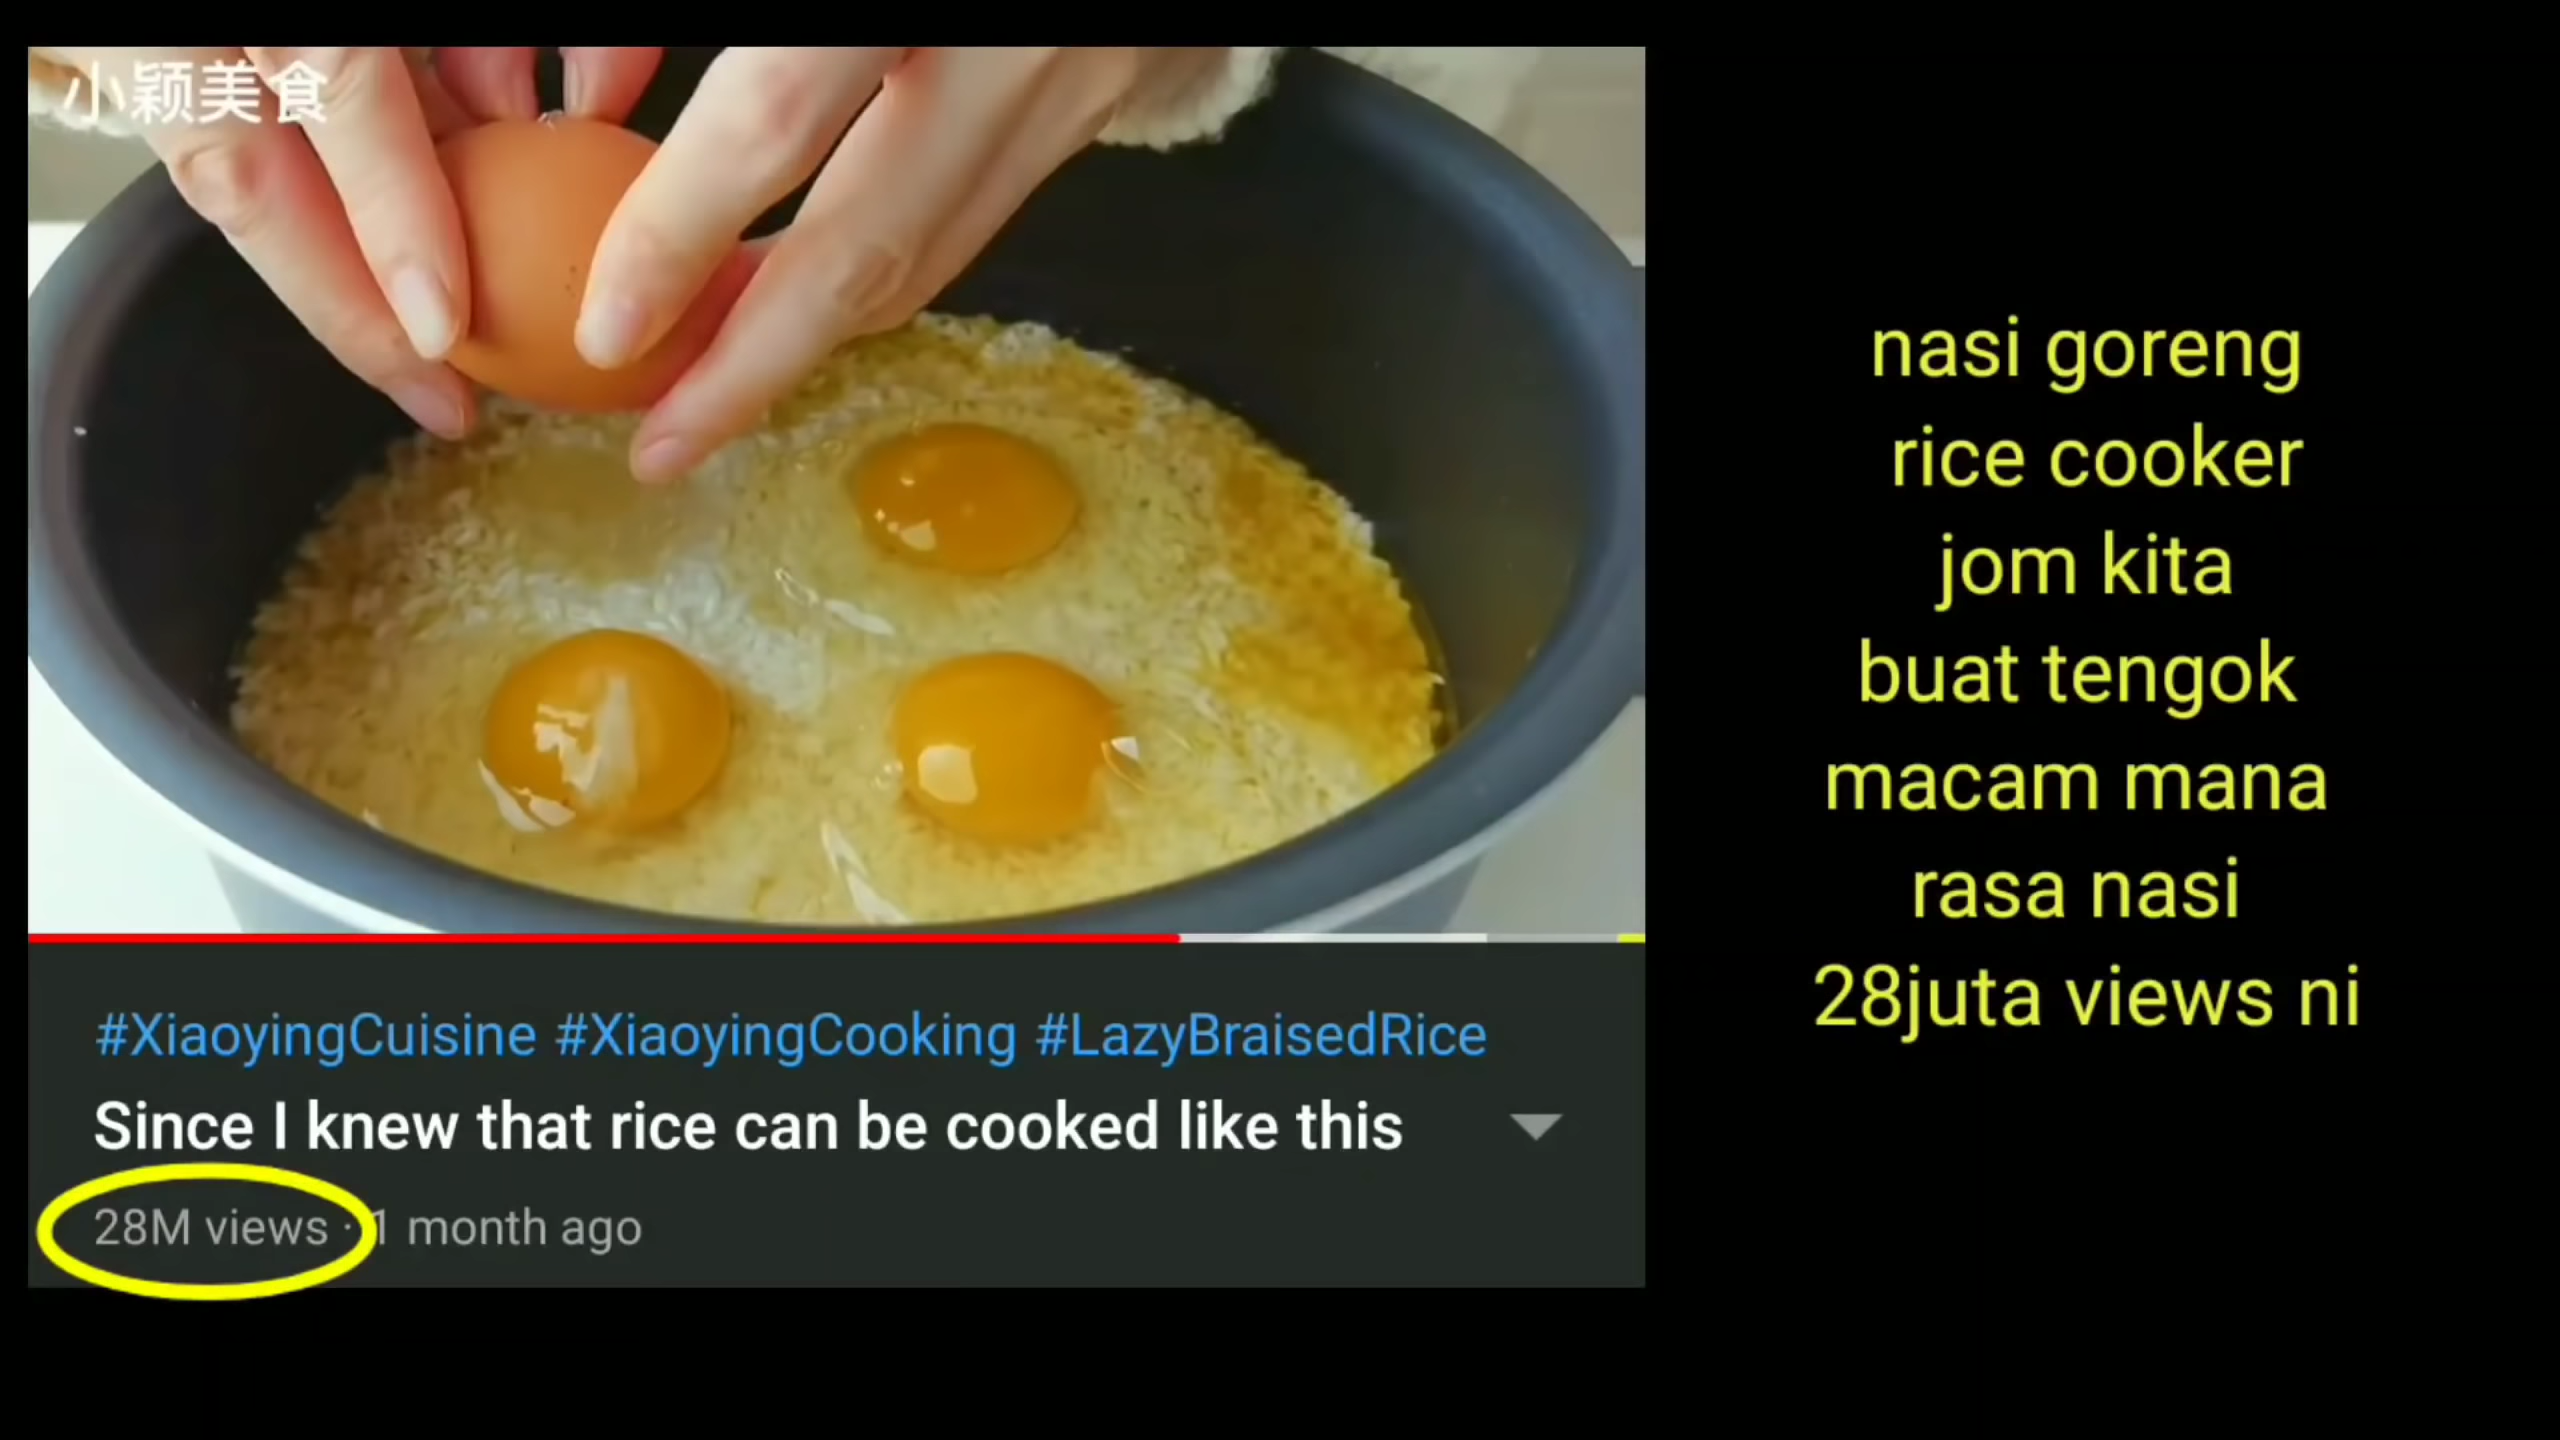 小颖美食
#XiaoyingCuisine #XiaoyingCooking #LazyBraisedRice
Since I knew that rice can be cooked like this
28M views · 1 month ago
nasi goreng
rice cooker
jom kita
buat tengok
macam mana
rasa nasi
28juta views ni